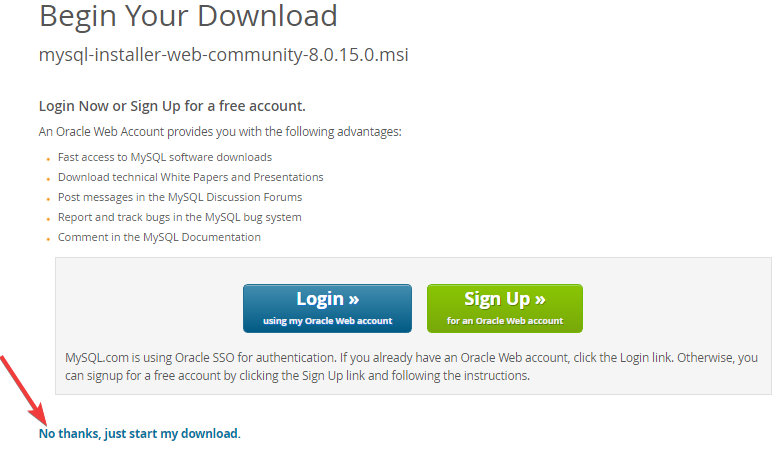 Begin Your Download
mysql-installer-web-community-8.0.15.0.msi
Login Now or Sign Up for a free account.
An Oracle Web Account provides you with the following advantages:
Fast access to MySQL software downloads
Download technical White Papers and Presentations
Post messages in the MySQL Discussion Forums
Report and track bugs in the MySQL bug system
Comment in the MySQL Documentation
Login »
using my Oracle Web account
Sign Up »
for an Oracle Web account
MySQL.com is using Oracle SSO for authentication. If you already have an Oracle Web account, click the Login link. Otherwise, you
can signup for a free account by clicking the Sign Up link and following the instructions.
No thanks, just start my download.